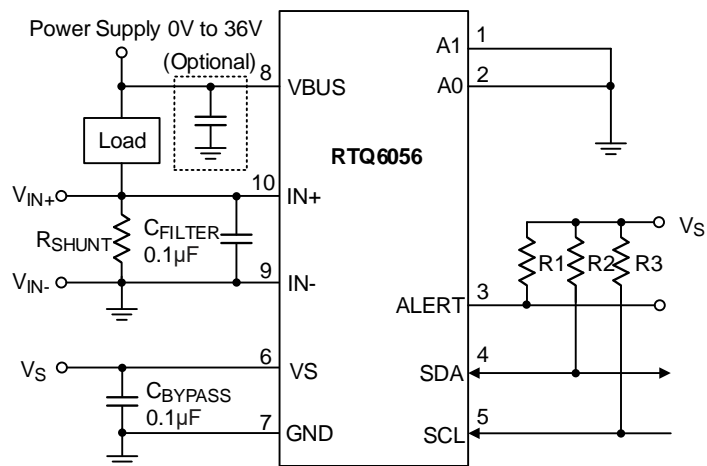 Power Supply 0V to 36V
(Optional)
8
VBUS
Load
VIN+
10
IN+
RSHUNT
CFILTER
0.1µF
VIN-
9
IN-
VS
6
VS
CBYPASS
0.1µF
7
GND
RTQ6056
1
A1
2
A0
VS
R1
R2
R3
3
ALERT
4
SDA
5
SCL